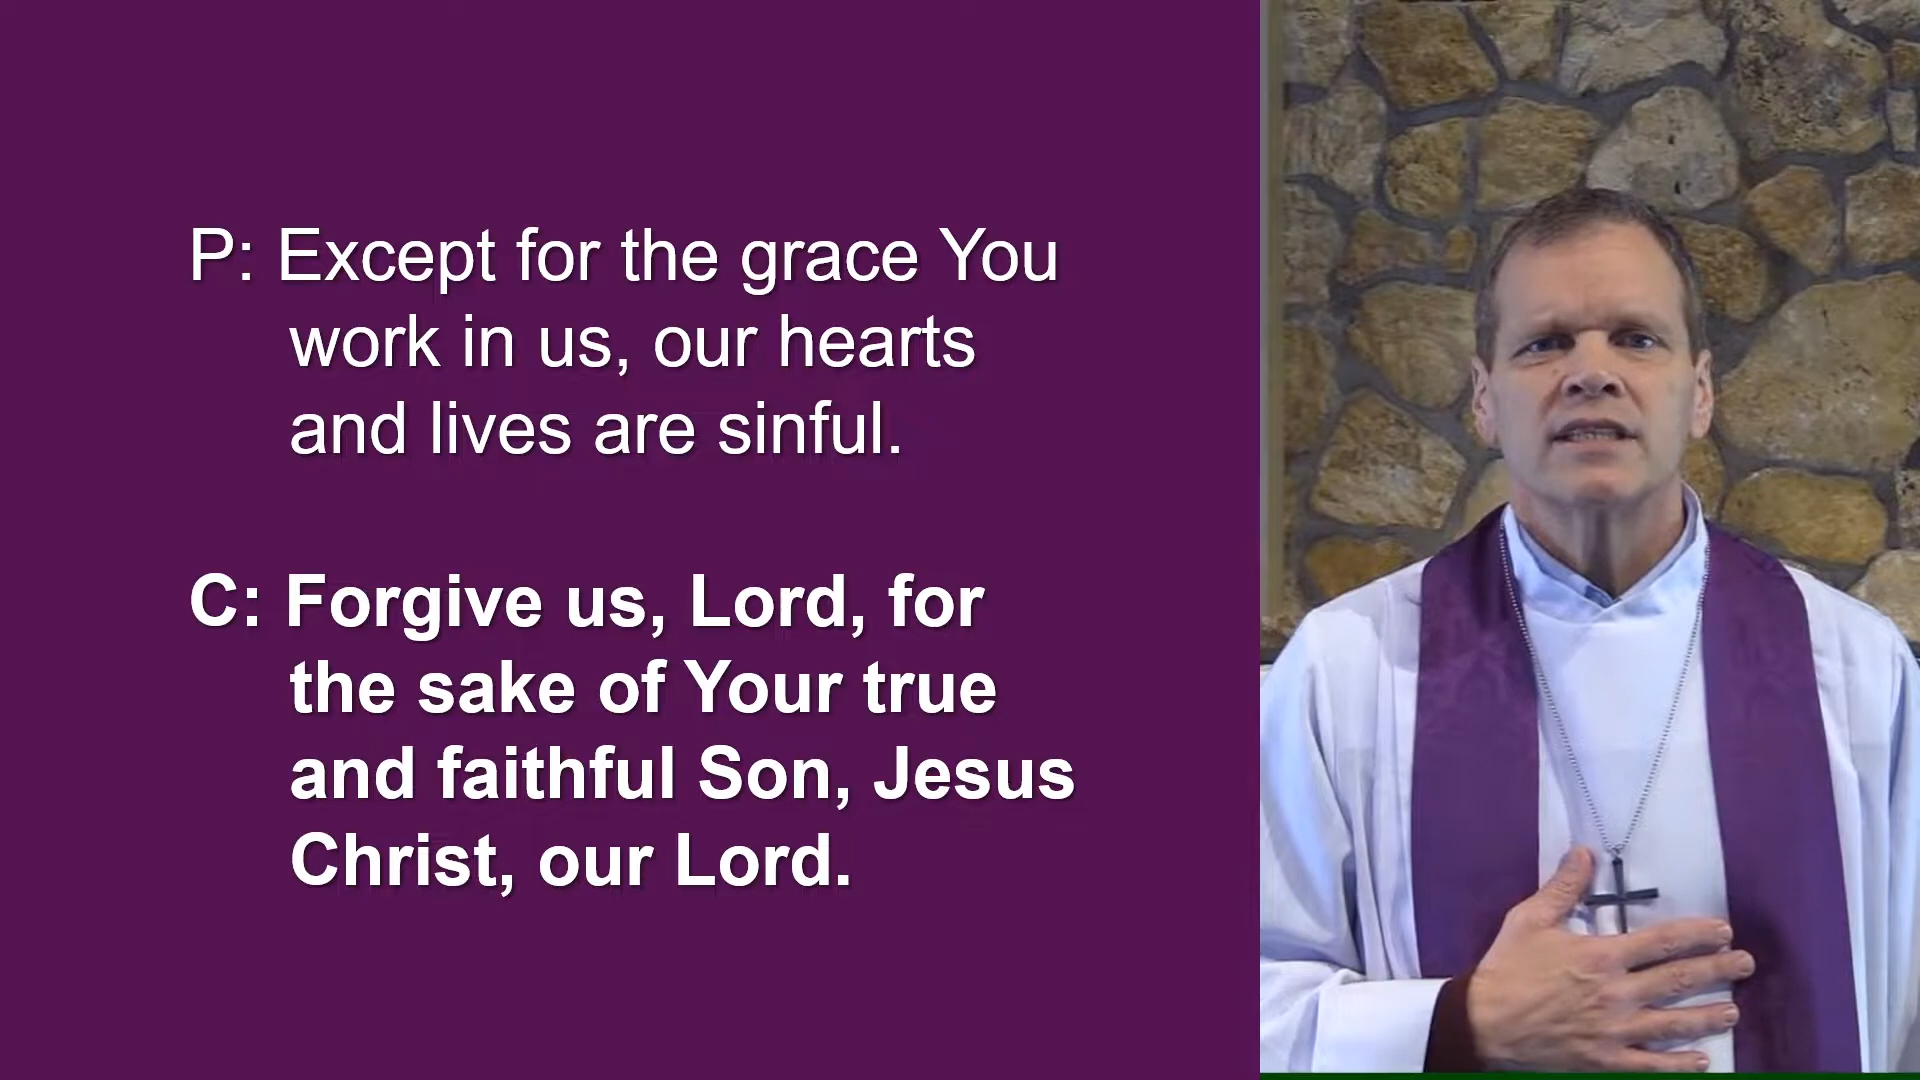 P: Except for the grace You
work in us, our hearts
and lives are sinful.
C: Forgive us, Lord, for
the sake of Your true
and faithful Son, Jesus
Christ, our Lord.